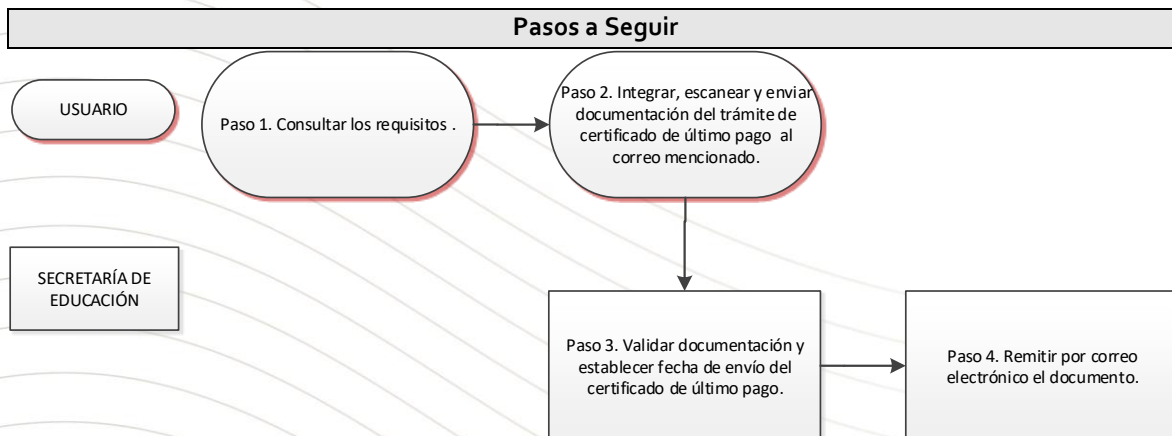 Pasos a Seguir
USUARIO
Paso 1. Consultar los requisitos .
Paso 2. Integrar, escanear y enviar
documentación del trámite de
certificado de último pago al
correo mencionado.
SECRETARÍA DE
EDUCACIÓN
Paso 3. Validar documentación y
establecer fecha de envío del
certificado de último pago.
Paso 4. Remitir por correo
electrónico el documento.